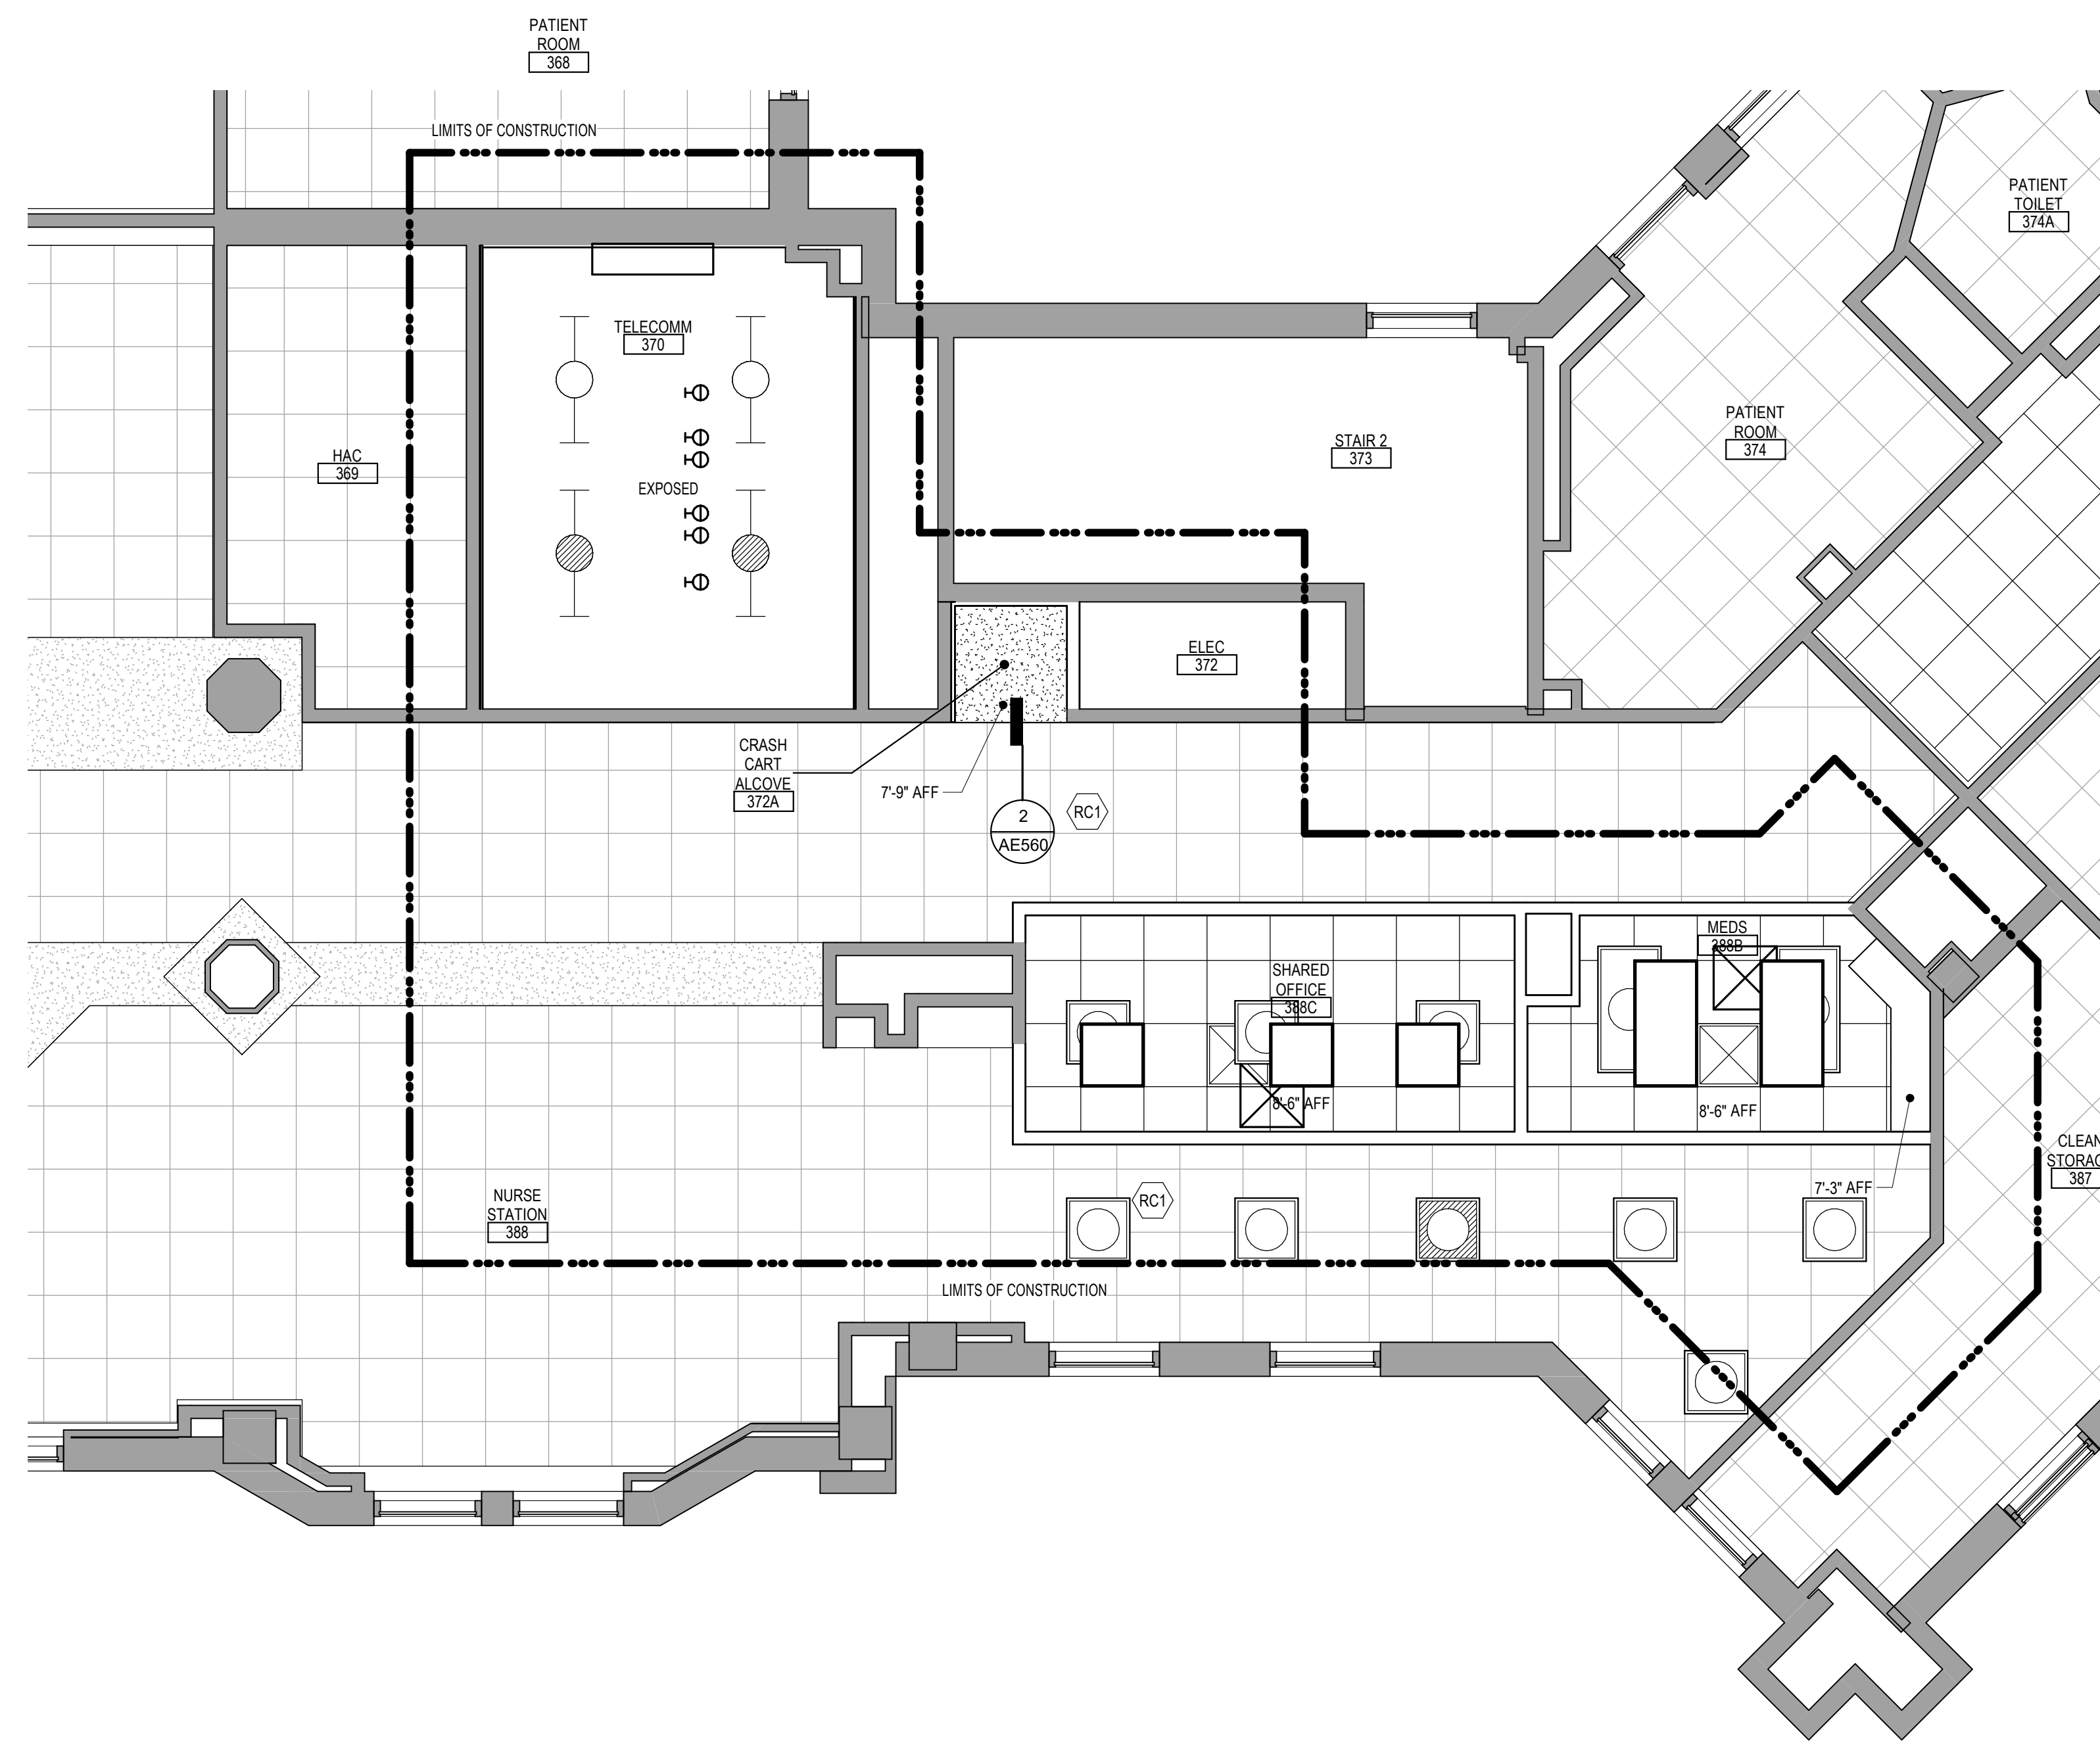 PATIENT
ROOM
368
LIMITS OF CONSTRUCTION
PATIENT
TOILET
374A
TELECOMM
370
PATIENT
ROOM
374
STAIR 2
373
HAC
369
EXPOSED
ELEC
372
CRASH
CART
ALCOVE
372A
7'-9" AFF
RC1
2
AE560
MEDS
388B
SHARED
OFFICE
388C
8'-6" AFF
8'-6" AFF
CLEAN
STORAG
387
7'-3" AFF
NURSE
STATION
388
RC1
LIMITS OF CONSTRUCTION